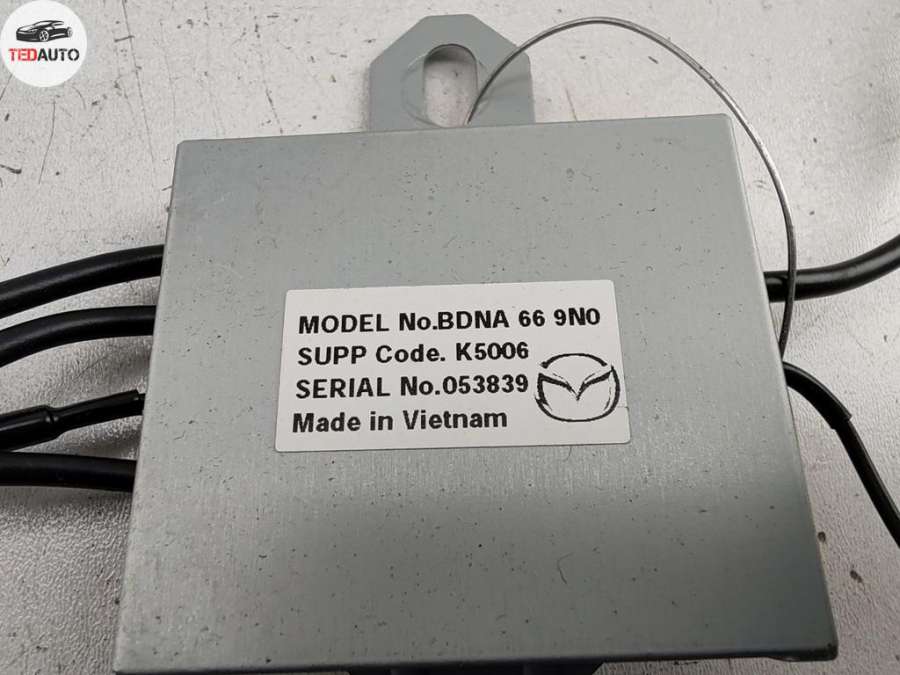 TEDAUTO
MODEL No.BDNA 66 9N0
SUPP Code. K5006
SERIAL No.053839
Made in Vietnam